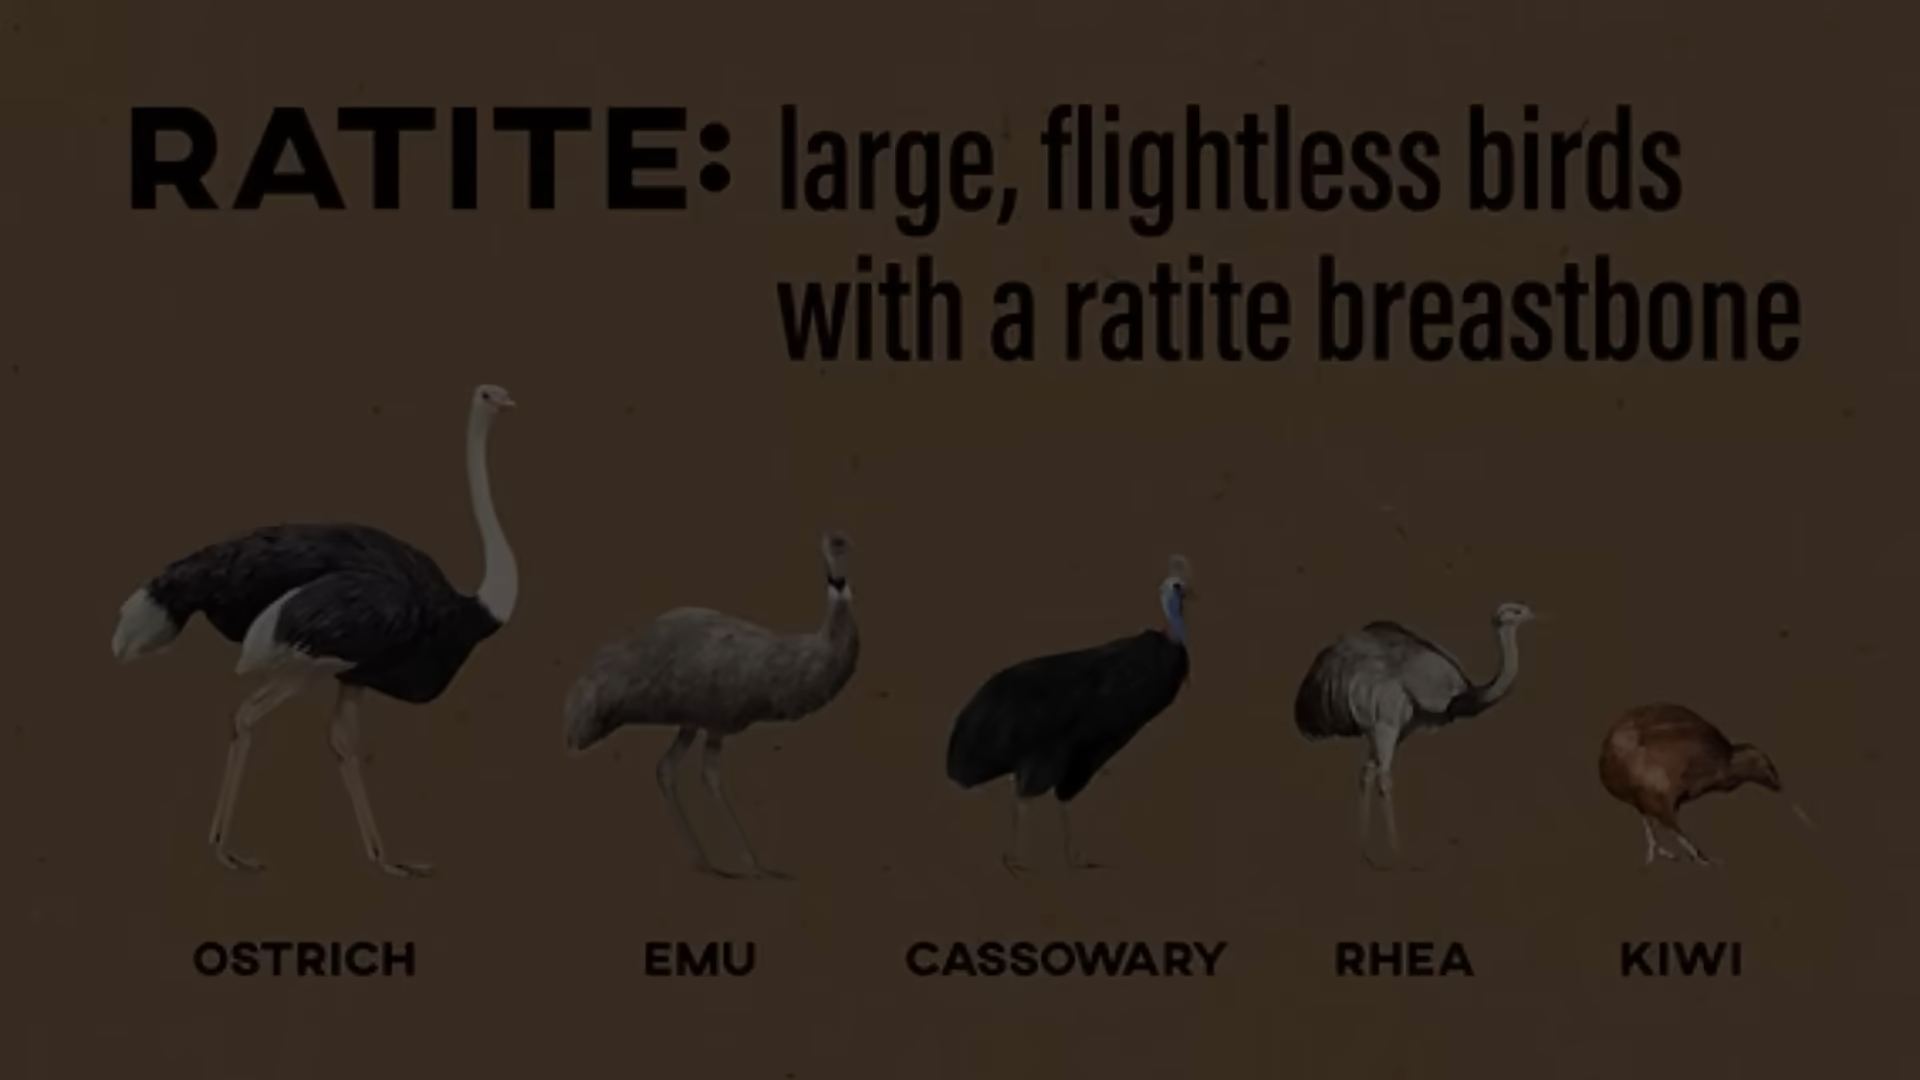 RATITE: large, flightless birds
with a ratite breastbone
OSTRICH EMU CASSOWARY RHEA KIWI